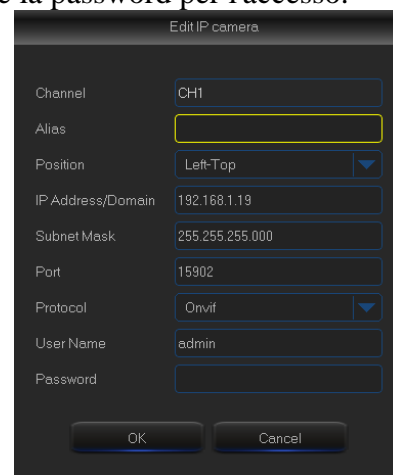 e la password per l'accesso.
Edit IP camera
Channel CH1
Alias
Position Left-Top
IP Address/Domain 192.168.1.19
Subnet Mask 255.255.255.000
Port 15902
Protocol Onvif
User Name admin
Password
OK Cancel